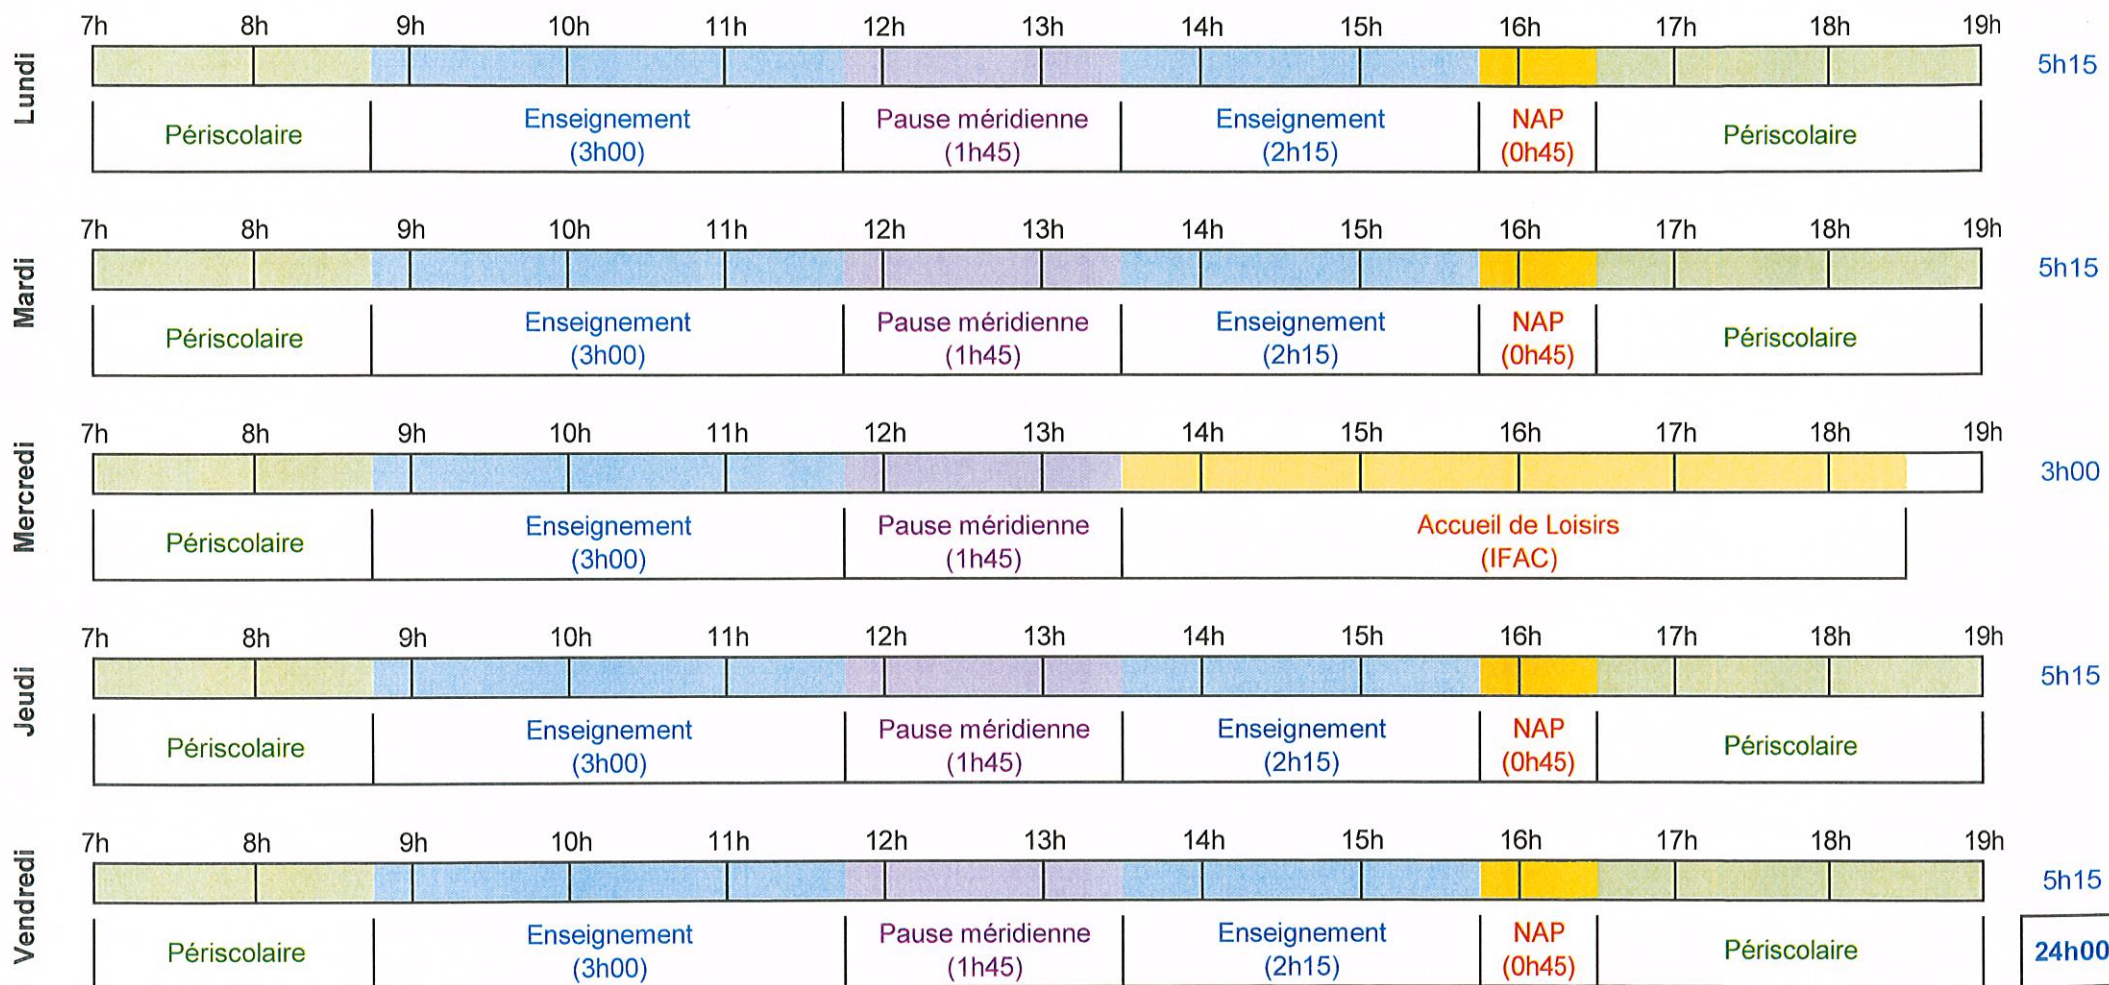 7h 8h 9h 10h 11h 12h 13h 14h 15h 16h 17h 18h 19h
Lundi
5h15
Périscolaire
Enseignement
(3h00)
Pause méridienne
(1h45)
Enseignement
(2h15)
NAP
(0h45)
Périscolaire
7h 8h 9h 10h 11h 12h 13h 14h 15h 16h 17h 18h 19h
Mardi
5h15
Périscolaire
Enseignement
(3h00)
Pause méridienne
(1h45)
Enseignement
(2h15)
NAP
(0h45)
Périscolaire
7h 8h 9h 10h 11h 12h 13h 14h 15h 16h 17h 18h 19h
Mercredi
3h00
Périscolaire
Enseignement
(3h00)
Pause méridienne
(1h45)
Accueil de Loisirs
(IFAC)
7h 8h 9h 10h 11h 12h 13h 14h 15h 16h 17h 18h 19h
Jeudi
5h15
Périscolaire
Enseignement
(3h00)
Pause méridienne
(1h45)
Enseignement
(2h15)
NAP
(0h45)
Périscolaire
7h 8h 9h 10h 11h 12h 13h 14h 15h 16h 17h 18h 19h
Vendredi
5h15
Périscolaire
Enseignement
(3h00)
Pause méridienne
(1h45)
Enseignement
(2h15)
NAP
(0h45)
Périscolaire
24h00